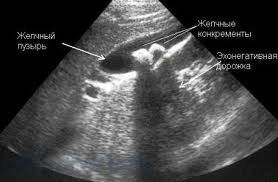 Желчный
пузырь
Желчные
конкременты
Эхонегативная
дорожка